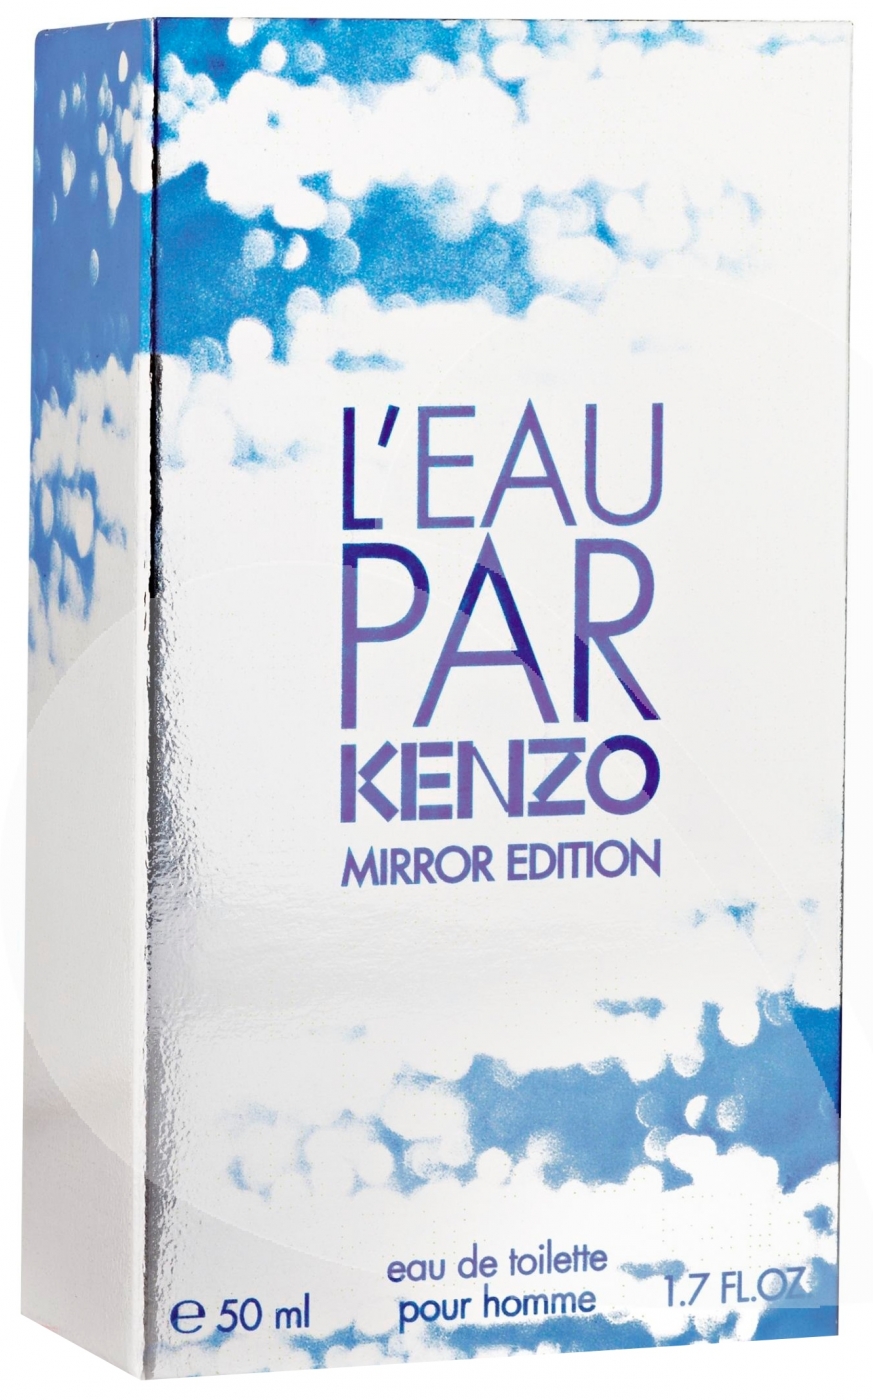 L'EAU
PAR
KENZO
MIRROR EDITION
eau de toilette
pour homme
℮ 50 ml
1.7 FL.OZ